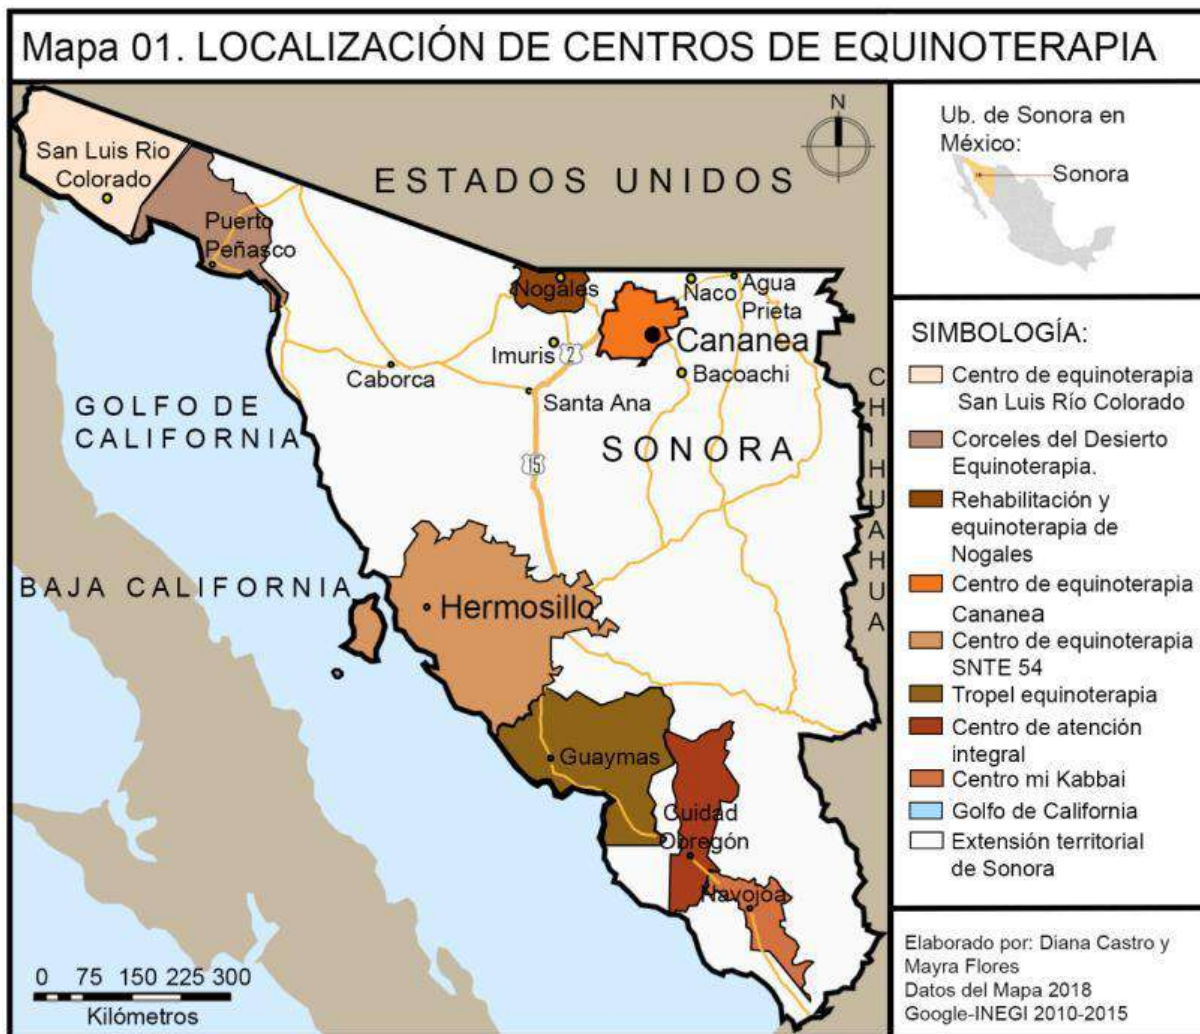 Mapa 01. LOCALIZACIÓN DE CENTROS DE EQUINOTERAPIA
N
ESTADOS UNIDOS
San Luis Rio
Colorado
Puerto
Peñasco
Nogales
Naco
Agua
Prieta
Imuris
2
Cananea
Caborca
Bacoachi
Santa Ana
GOLFO DE
CALIFORNIA
SONORA
15
CHIHUAHUA
BAJA CALIFORNIA
Hermosillo
Guaymas
Cuidad
Obregón
Navojoa
0 75 150 225 300
Kilómetros
Ub. de Sonora en
México:
Sonora
SIMBOLOGÍA:
Centro de equinoterapia
San Luis Río Colorado
Corceles del Desierto
Equinoterapia.
Rehabilitación y
equinoterapia de
Nogales
Centro de equinoterapia
Cananea
Centro de equinoterapia
SNTE 54
Tropel equinoterapia
Centro de atención
integral
Centro mi Kabbai
Golfo de California
Extensión territorial
de Sonora
Elaborado por: Diana Castro y
Mayra Flores
Datos del Mapa 2018
Google-INEGI 2010-2015